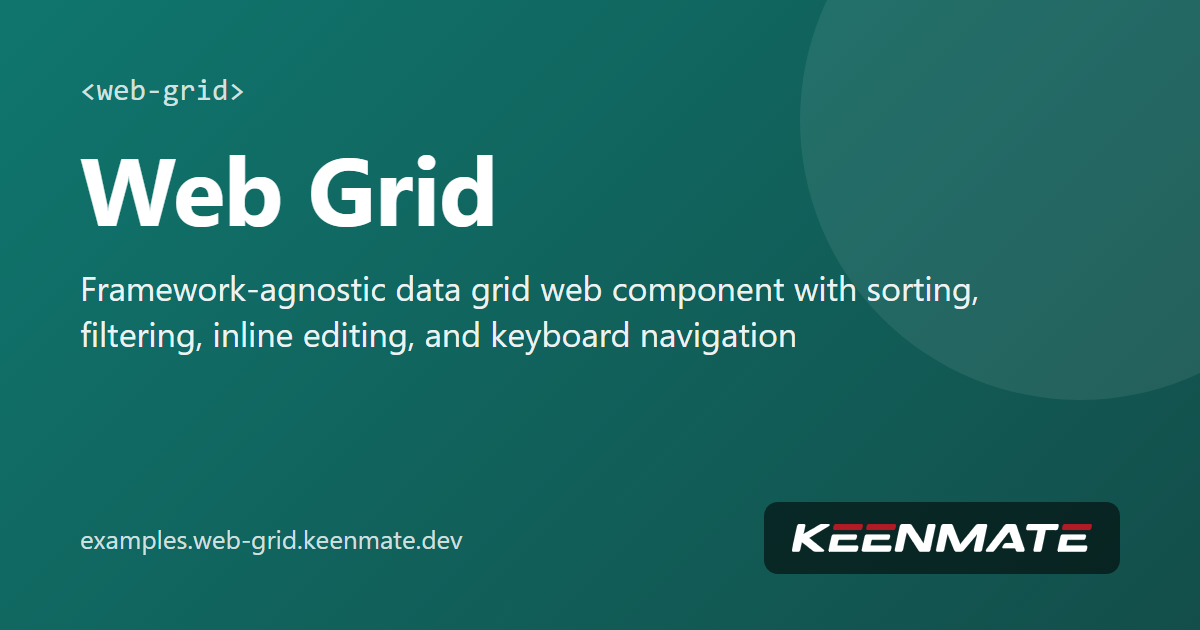 <web-grid>
Web Grid
Framework-agnostic data grid web component with sorting,
filtering, inline editing, and keyboard navigation
examples.web-grid.keenmate.dev
KEENMATE